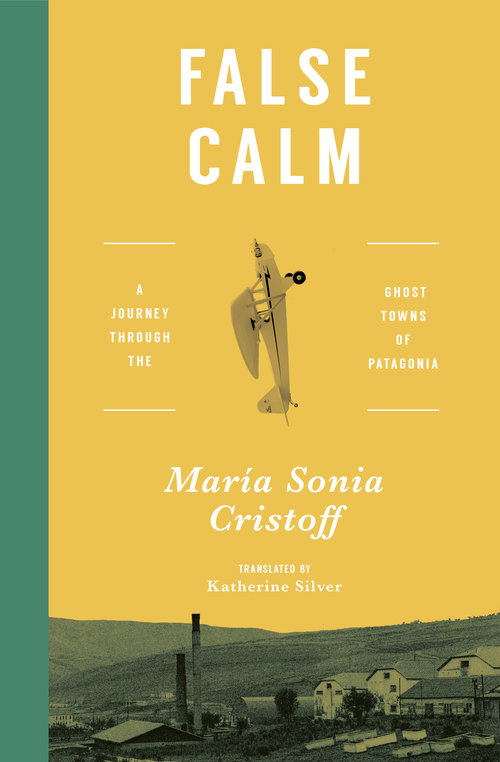 FALSE
CALM
A
JOURNEY
THROUGH
THE
GHOST
TOWNS
OF
PATAGONIA
María Sonia
Cristoff
TRANSLATED BY
Katherine Silver